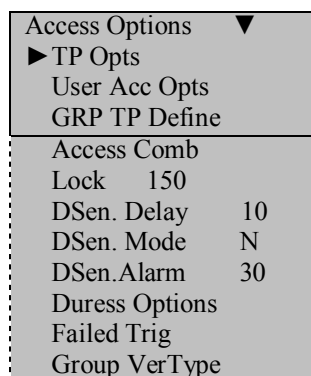 Access Options ▼
►TP Opts
User Acc Opts
GRP TP Define
Access Comb
Lock 150
DSen. Delay 10
DSen. Mode N
DSen.Alarm 30
Duress Options
Failed Trig
Group VerType